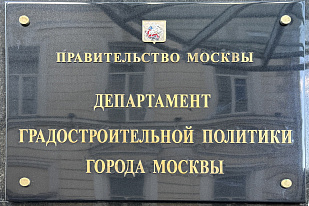 ПРАВИТЕЛЬСТВО МОСКВЫ
ДЕПАРТАМЕНТ
ГРАДОСТРОИТЕЛЬНОЙ ПОЛИТИКИ
ГОРОДА МОСКВЫ